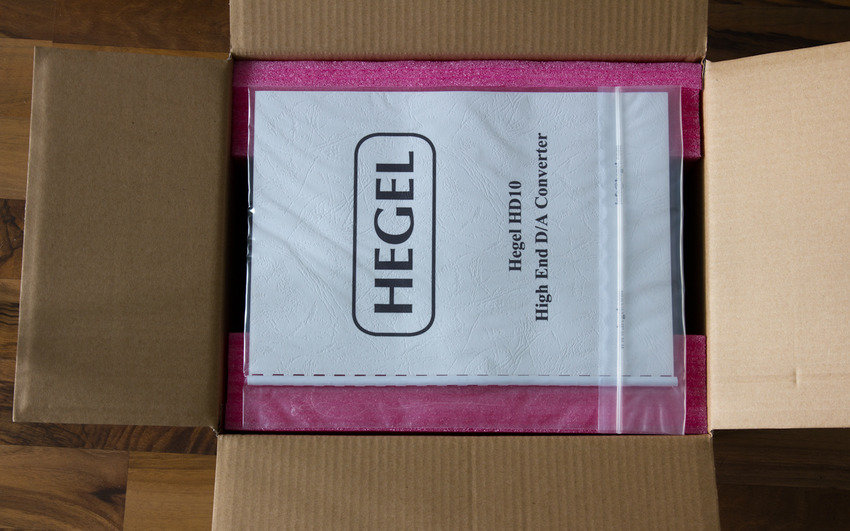 HEGEL
Hegel HD10
High End D/A Converter